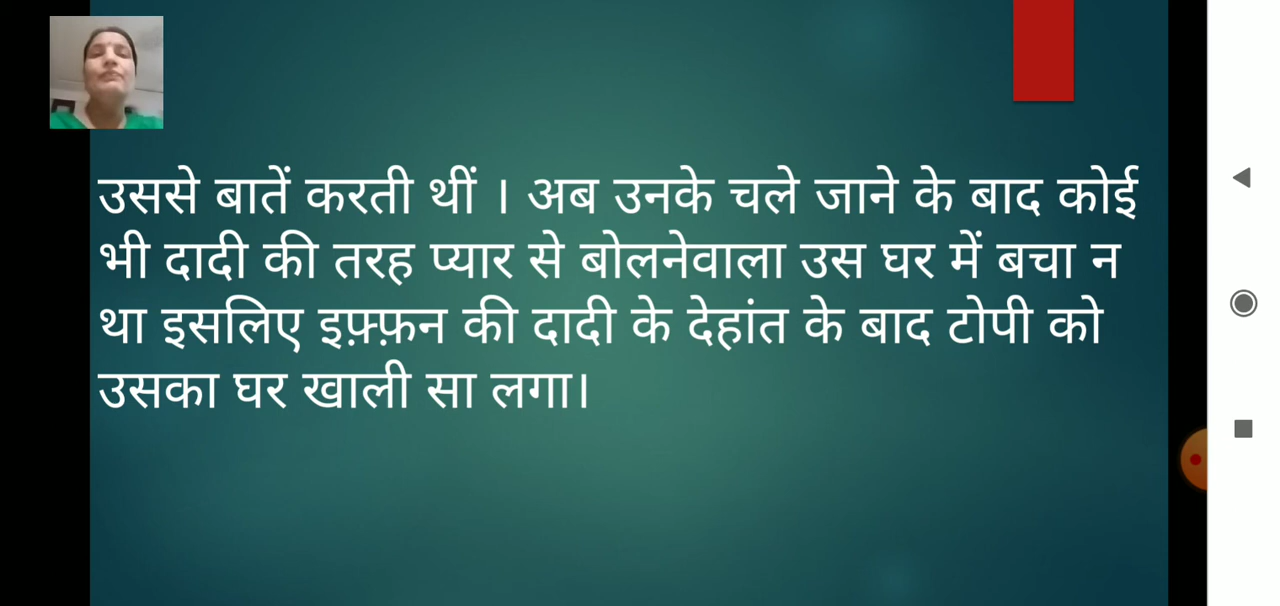 उससे बातें करती थीं । अब उनके चले जाने के बाद कोई
भी दादी की तरह प्यार से बोलनेवाला उस घर में बचा न
था इसलिए इफ़्फ़न की दादी के देहांत के बाद टोपी को
उसका घर खाली सा लगा।